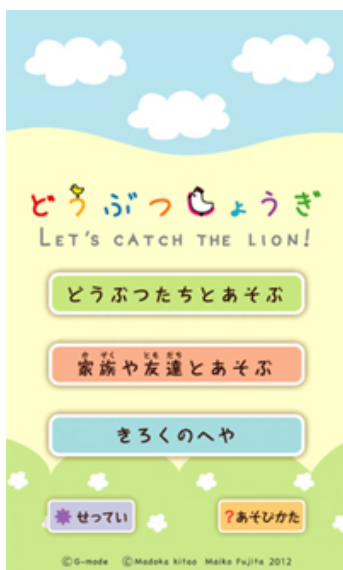 どうぶつしょうぎ
LET'S CATCH THE LION!
どうぶつたちとあそぶ
家族や友達とあそぶ
きろくのへや
せってい
?あそびかた
©G-mode ©Madoka Kitao Maiko Fujita 2012